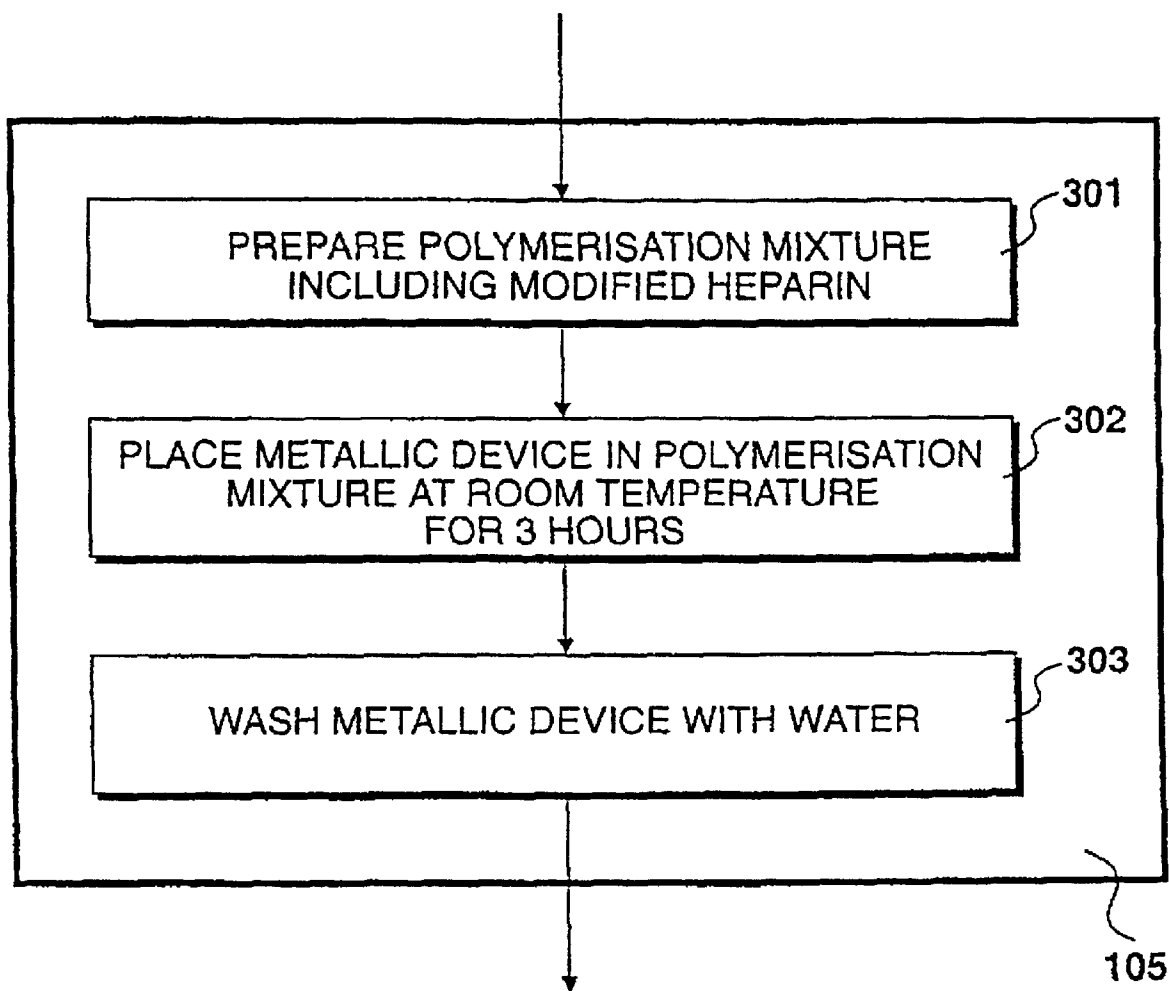 301
PREPARE POLYMERISATION MIXTURE
INCLUDING MODIFIED HEPARIN
302
PLACE METALLIC DEVICE IN POLYMERISATION
MIXTURE AT ROOM TEMPERATURE
FOR 3 HOURS
303
WASH METALLIC DEVICE WITH WATER
105